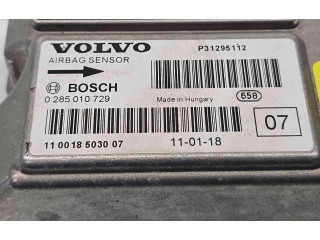 VOLVO P31295112
AIRBAG SENSOR
BOSCH
0 285 010 729 Made in Hungary 658
07
11 0018 5030 07 11-01-18